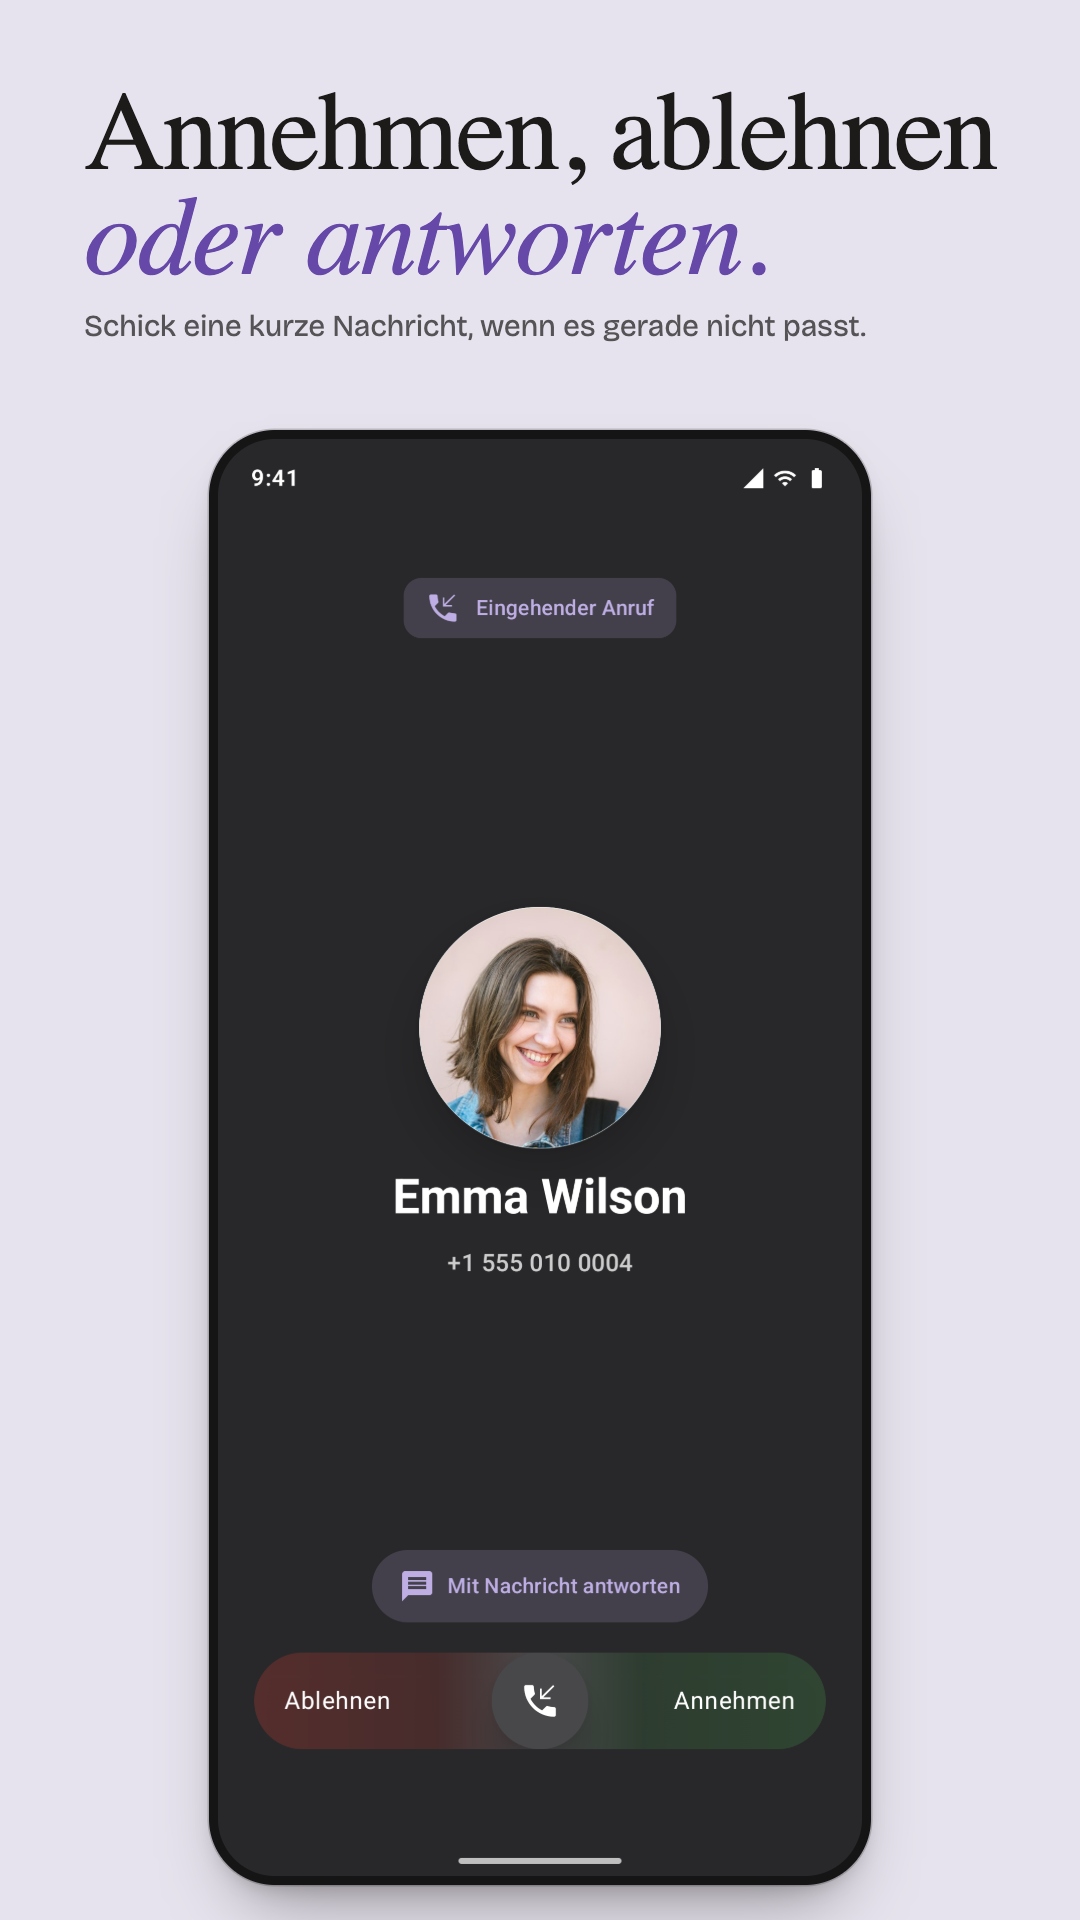 Annehmen, ablehnen
oder antworten.
Schick eine kurze Nachricht, wenn es gerade nicht passt.
9:41
Eingehender Anruf
Emma Wilson
+1 555 010 0004
Mit Nachricht antworten
Ablehnen
Annehmen